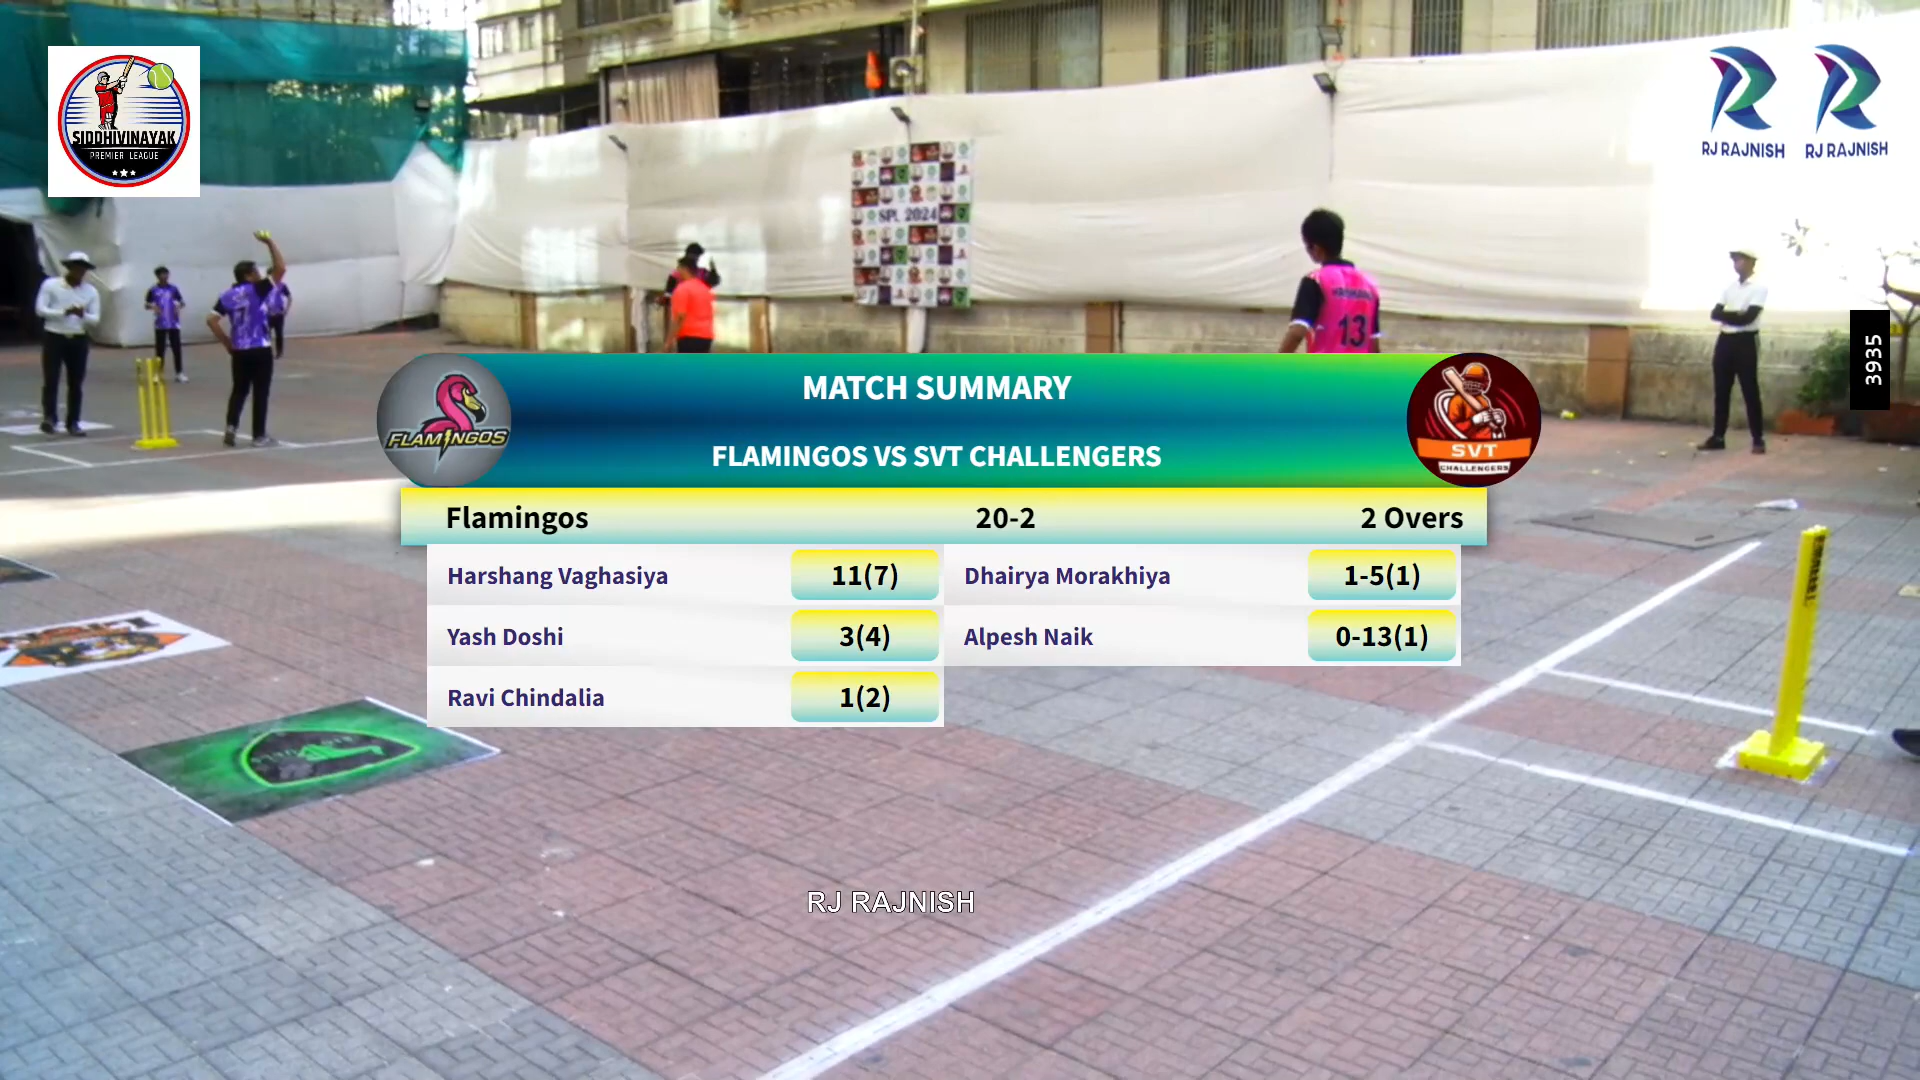 SIDDHIVINAYAK
PREMIER LEAGUE
RJ RAJNISH
RJ RAJNISH
SPL 2024
13
3935
FLAMINGOS
MATCH SUMMARY
FLAMINGOS VS SVT CHALLENGERS
SVT
CHALLENGERS
Flamingos 20-2 2 Overs
Harshang Vaghasiya 11(7) Dhairya Morakhiya 1-5(1)
Yash Doshi 3(4) Alpesh Naik 0-13(1)
Ravi Chindalia 1(2)
RJ RAJNISH